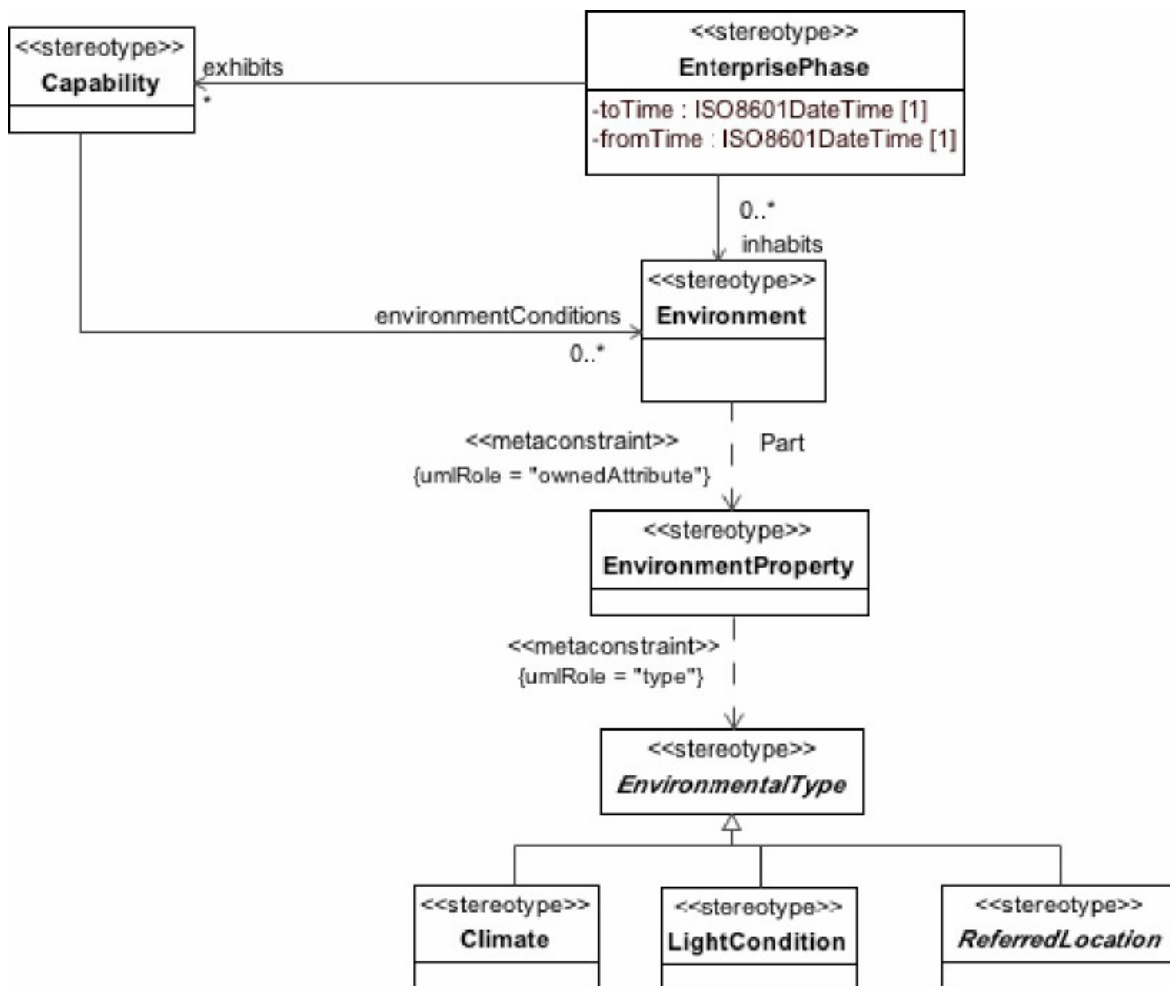 <<stereotype>>
Capability
exhibits
*
<<stereotype>>
EnterprisePhase
-toTime : ISO8601DateTime [1]
-fromTime : ISO8601DateTime [1]
0..*
inhabits
<<stereotype>>
Environment
environmentConditions
0..*
<<metaconstraint>>
{umlRole = "ownedAttribute"}
Part
<<stereotype>>
EnvironmentProperty
<<metaconstraint>>
{umlRole = "type"}
<<stereotype>>
EnvironmentalType
<<stereotype>>
Climate
<<stereotype>>
LightCondition
<<stereotype>>
ReferredLocation